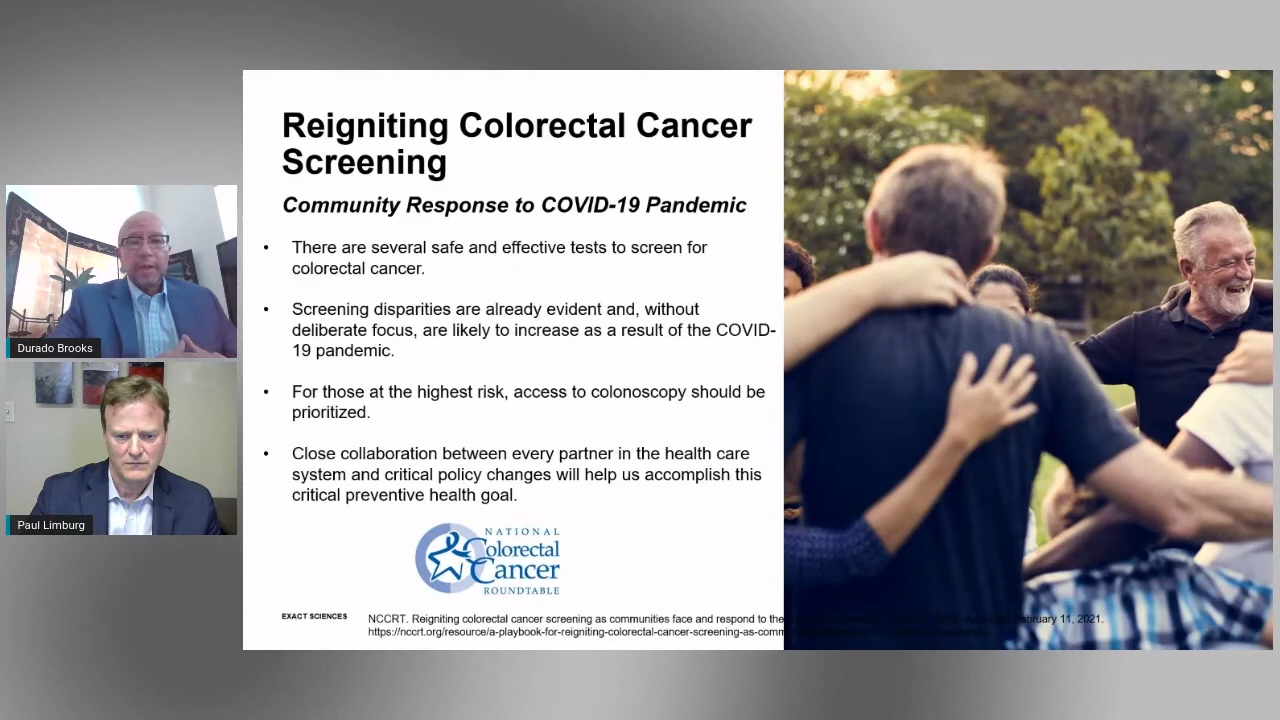 Reigniting Colorectal Cancer
Screening
Community Response to COVID-19 Pandemic
• There are several safe and effective tests to screen for
colorectal cancer.
• Screening disparities are already evident and, without
deliberate focus, are likely to increase as a result of the COVID-
19 pandemic.
• For those at the highest risk, access to colonoscopy should be
prioritized.
• Close collaboration between every partner in the health care
system and critical policy changes will help us accomplish this
critical preventive health goal.
NATIONAL
Colorectal
Cancer
ROUNDTABLE
EXACT SCIENCES
NCCRT. Reigniting colorectal cancer screening as communities face and respond to the February 11, 2021.
https://nccrt.org/resource/a-playbook-for-reigniting-colorectal-cancer-screening-as-comm
Durado Brooks
Paul Limburg